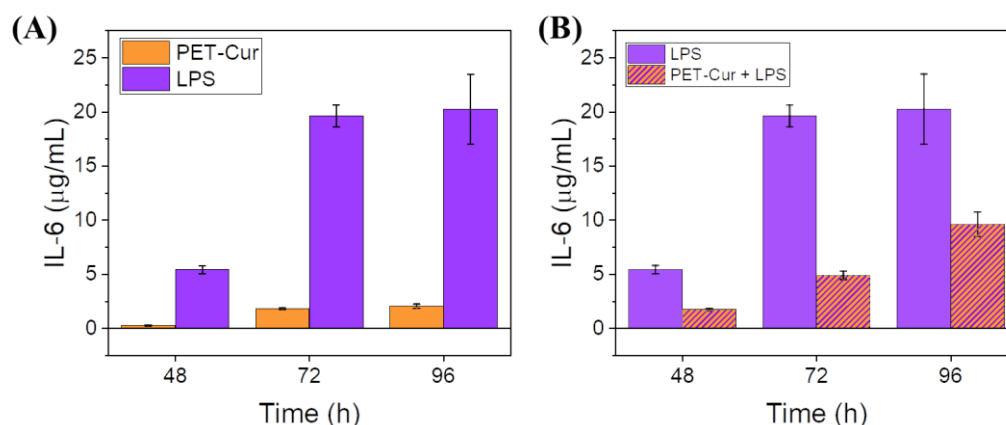 (A)
PET-Cur
LPS
IL-6 (μg/mL)
25
20
15
10
5
0
48 72 96
Time (h)
(B)
LPS
PET-Cur + LPS
IL-6 (μg/mL)
25
20
15
10
5
0
48 72 96
Time (h)